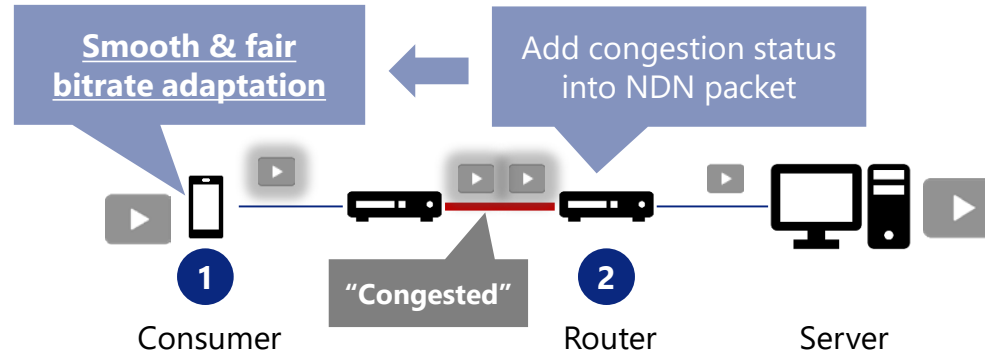 Smooth & fair
bitrate adaptation
Add congestion status
into NDN packet
“Congested”
1
2
Consumer
Router
Server